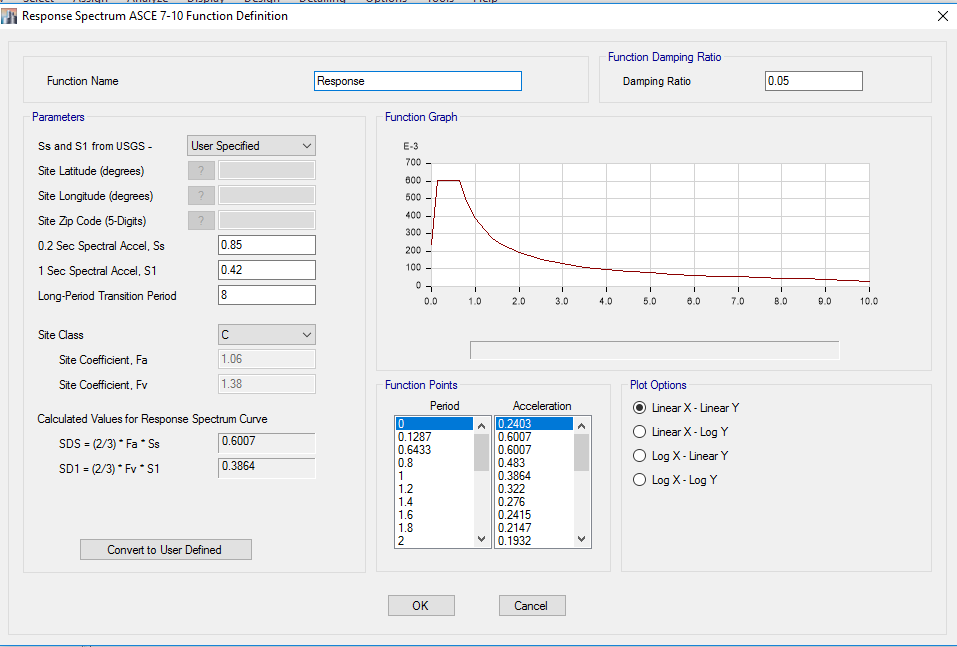 Response Spectrum ASCE 7-10 Function Definition
Function Name
Response
Function Damping Ratio
Damping Ratio
0.05
Parameters
Ss and S1 from USGS -
User Specified
Site Latitude (degrees)
?
Site Longitude (degrees)
?
Site Zip Code (5-Digits)
?
0.2 Sec Spectral Accel, Ss
0.85
1 Sec Spectral Accel, S1
0.42
Long-Period Transition Period
8
Site Class
C
Site Coefficient, Fa
1.06
Site Coefficient, Fv
1.38
Calculated Values for Response Spectrum Curve
SDS = (2/3) * Fa * Ss
0.6007
SD1 = (2/3) * Fv * S1
0.3864
Convert to User Defined
Function Graph
E-3
700
600
500
400
300
200
100
0
0.0 1.0 2.0 3.0 4.0 5.0 6.0 7.0 8.0 9.0 10.0
Function Points
Period Acceleration
0 0.2403
0.1287 0.6007
0.6433 0.6007
0.8 0.483
1 0.3864
1.2 0.322
1.4 0.276
1.6 0.2415
1.8 0.2147
2 0.1932
Plot Options
Linear X - Linear Y
Linear X - Log Y
Log X - Linear Y
Log X - Log Y
OK
Cancel